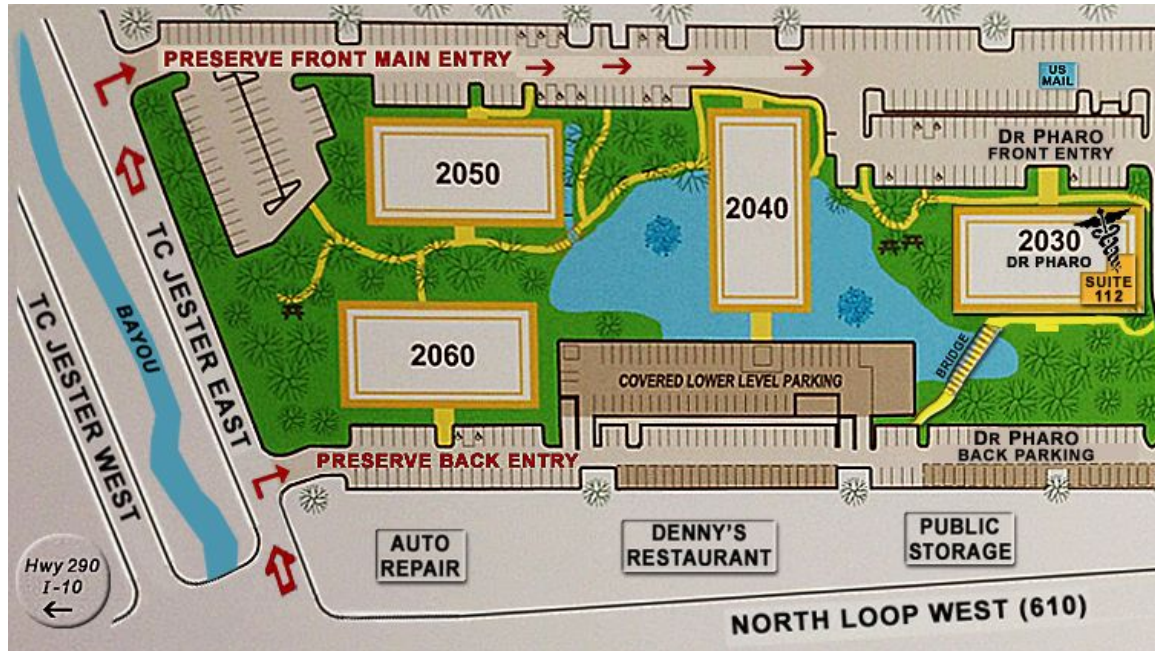 PRESERVE FRONT MAIN ENTRY
US
MAIL
DR PHARO
FRONT ENTRY
2050
2040
2030
DR PHARO
SUITE
112
TC JESTER EAST
TC JESTER WEST
BAYOU
2060
BRIDGE
COVERED LOWER LEVEL PARKING
PRESERVE BACK ENTRY
DR PHARO
BACK PARKING
AUTO
REPAIR
DENNY'S
RESTAURANT
PUBLIC
STORAGE
Hwy 290
I-10
NORTH LOOP WEST (610)